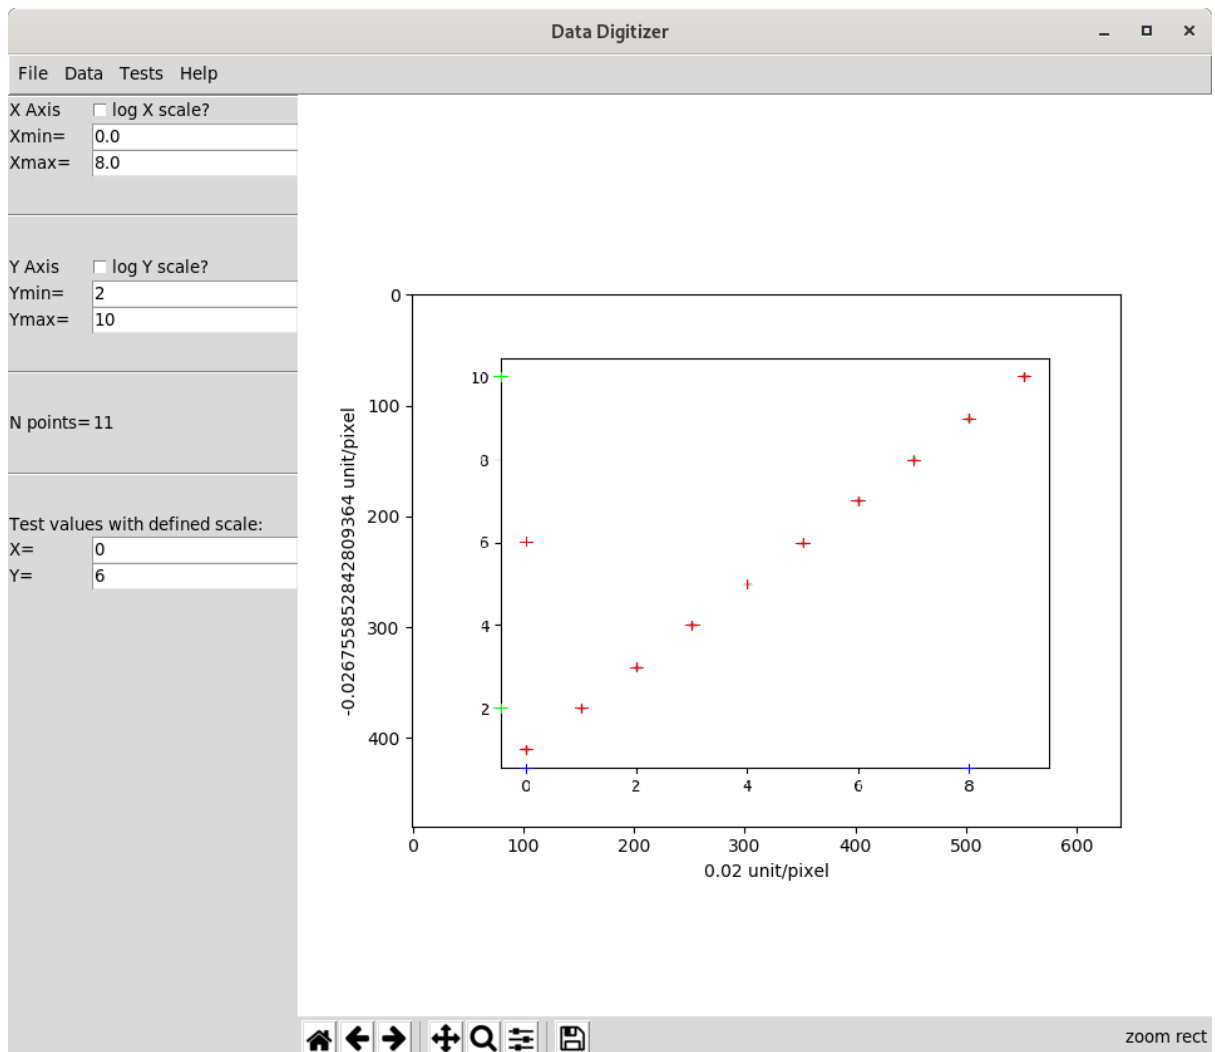 Data Digitizer
File Data Tests Help
X Axis log X scale?
Xmin= 0.0
Xmax= 8.0
Y Axis log Y scale?
Ymin= 2
Ymax= 10
N points= 11
Test values with defined scale:
X= 0
Y= 6
-0.0267558528428093​64 unit/pixel
0
100
200
300
400
10
8
6
4
2
0 2 4 6 8
0 100 200 300 400 500 600
0.02 unit/pixel
zoom rect